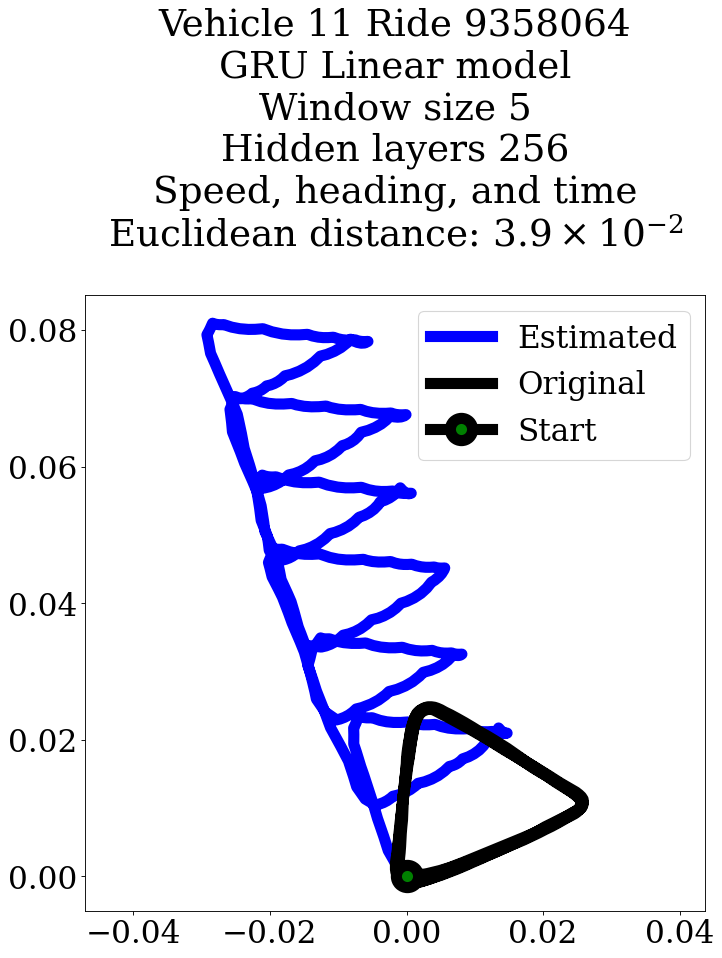 Vehicle 11 Ride 9358064
GRU Linear model
Window size 5
Hidden layers 256
Speed, heading, and time
Euclidean distance: 3.9 × 10⁻²
Estimated
Original
Start
0.08
0.06
0.04
0.02
0.00
−0.04
−0.02
0.00
0.02
0.04